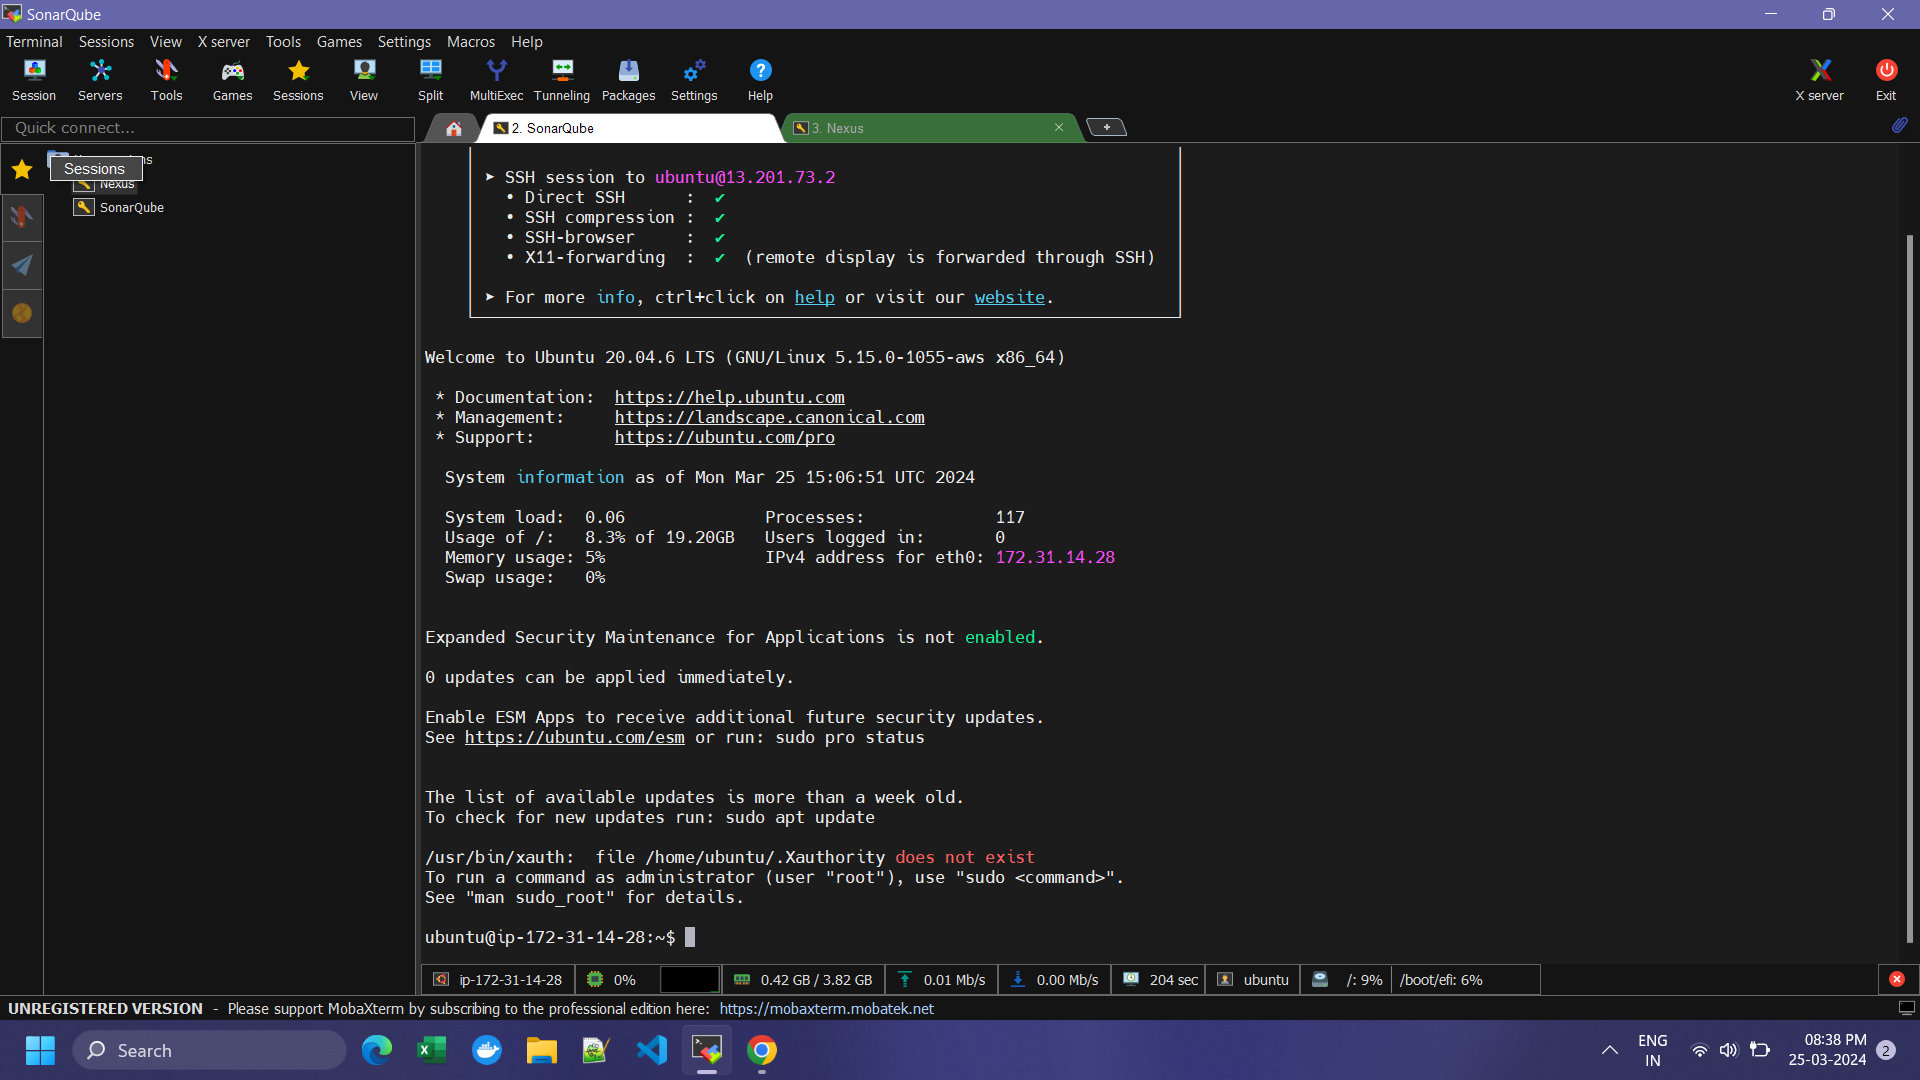 SonarQube
Terminal Sessions View X server Tools Games Settings Macros Help
Session Servers Tools Games Sessions View Split MultiExec Tunneling Packages Settings Help X server Exit
Quick connect...
2. SonarQube
3. Nexus
Sessions
Nexus
SonarQube
➤ SSH session to ubuntu@13.201.73.2
• Direct SSH : ✔
• SSH compression : ✔
• SSH-browser : ✔
• X11-forwarding : ✔ (remote display is forwarded through SSH)
➤ For more info, ctrl+click on help or visit our website.
Welcome to Ubuntu 20.04.6 LTS (GNU/Linux 5.15.0-1055-aws x86_64)
* Documentation: https://help.ubuntu.com
* Management: https://landscape.canonical.com
* Support: https://ubuntu.com/pro
System information as of Mon Mar 25 15:06:51 UTC 2024
System load: 0.06 Processes: 117
Usage of /: 8.3% of 19.20GB Users logged in: 0
Memory usage: 5% IPv4 address for eth0: 172.31.14.28
Swap usage: 0%
Expanded Security Maintenance for Applications is not enabled.
0 updates can be applied immediately.
Enable ESM Apps to receive additional future security updates.
See https://ubuntu.com/esm or run: sudo pro status
The list of available updates is more than a week old.
To check for new updates run: sudo apt update
/usr/bin/xauth: file /home/ubuntu/.Xauthority does not exist
To run a command as administrator (user "root"), use "sudo <command>".
See "man sudo_root" for details.
ubuntu@ip-172-31-14-28:~$
ip-172-31-14-28 0% 0.42 GB / 3.82 GB 0.01 Mb/s 0.00 Mb/s 204 sec ubuntu /: 9% /boot/efi: 6%
UNREGISTERED VERSION - Please support MobaXterm by subscribing to the professional edition here: https://mobaxterm.mobatek.net
Search
ENG
IN
08:38 PM
25-03-2024
2